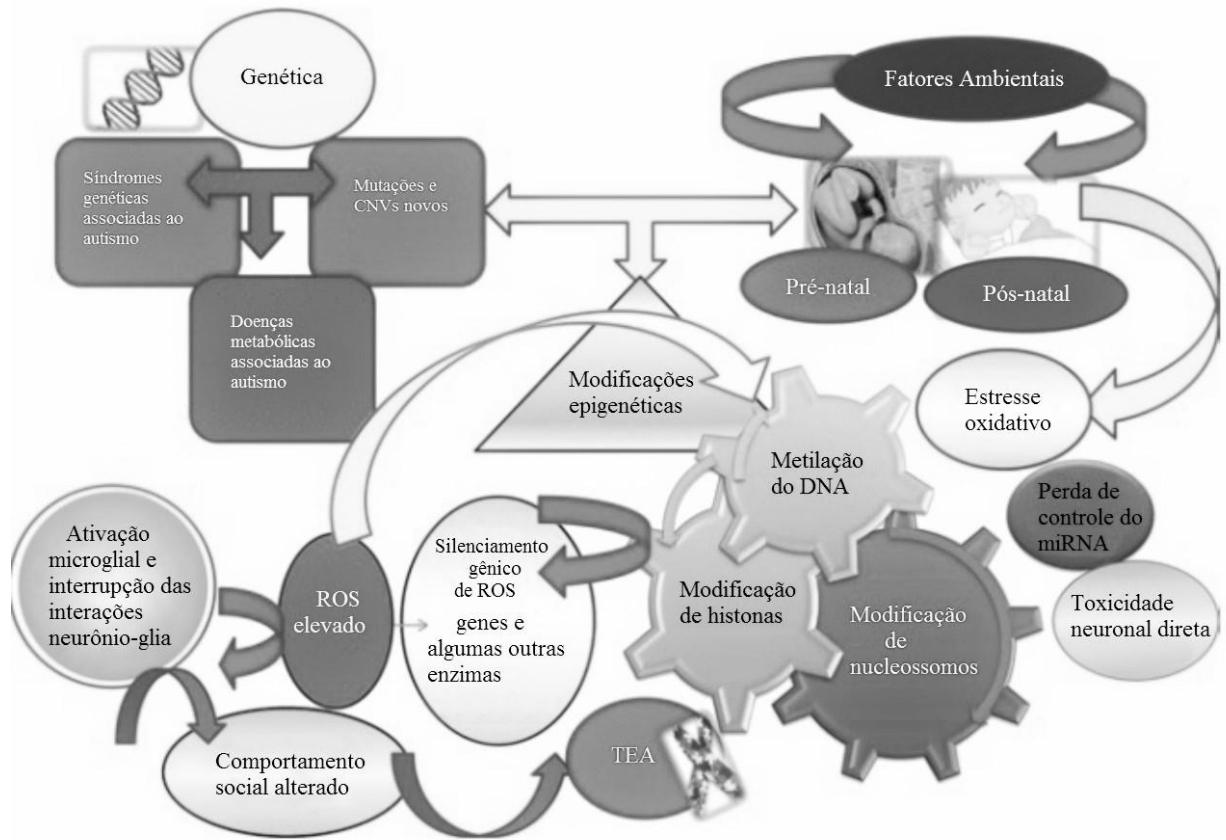 Genética
Fatores Ambientais
Síndromes
genéticas
associadas ao
autismo
Mutações e
CNVs novos
Doenças
metabólicas
associadas ao
autismo
Pré-natal
Pós-natal
Modificações
epigenéticas
Estresse
oxidativo
Metilação
do DNA
Perda de
controle do
miRNA
Ativação
microglial e
interrupção das
interações
neurônio-glia
ROS
elevado
Silenciamento
gênico
de ROS
genes e
algumas outras
enzimas
Modificação
de histonas
Modificação
de
nucleossomos
Toxicidade
neuronal direta
Comportamento
social alterado
TEA